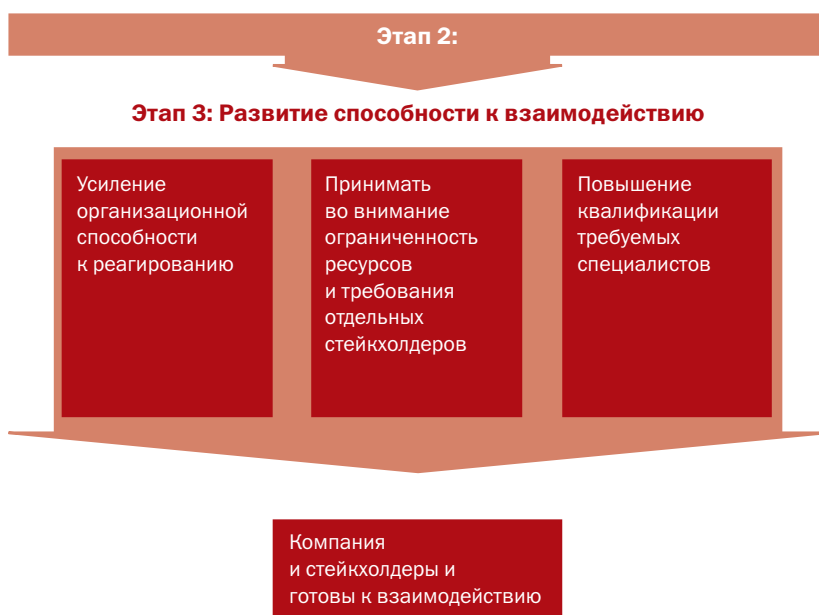 Этап 2:
Этап 3: Развитие способности к взаимодействию
Усиление
организационной
способности
к реагированию
Принимать
во внимание
ограниченность
ресурсов
и требования
отдельных
стейкхолдеров
Повышение
квалификации
требуемых
специалистов
Компания
и стейкхолдеры и
готовы к взаимодействию